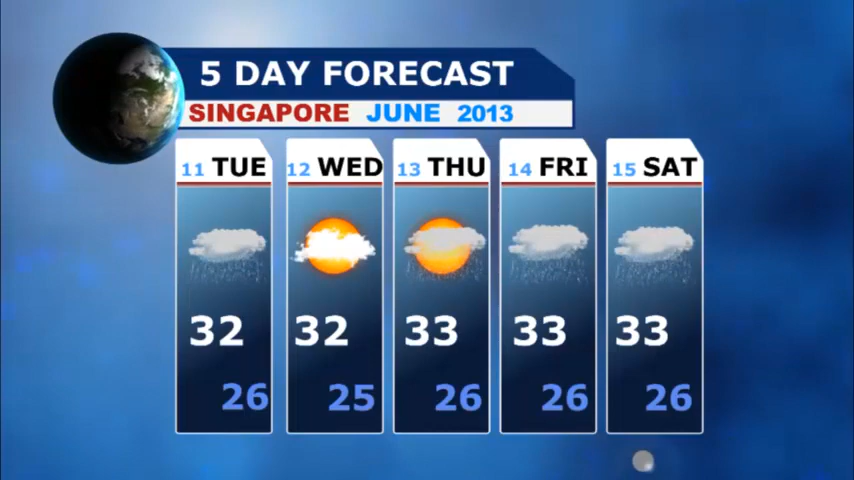 5 DAY FORECAST
SINGAPORE JUNE 2013
11 TUE 12 WED 13 THU 14 FRI 15 SAT
32 32 33 33 33
26 25 26 26 26